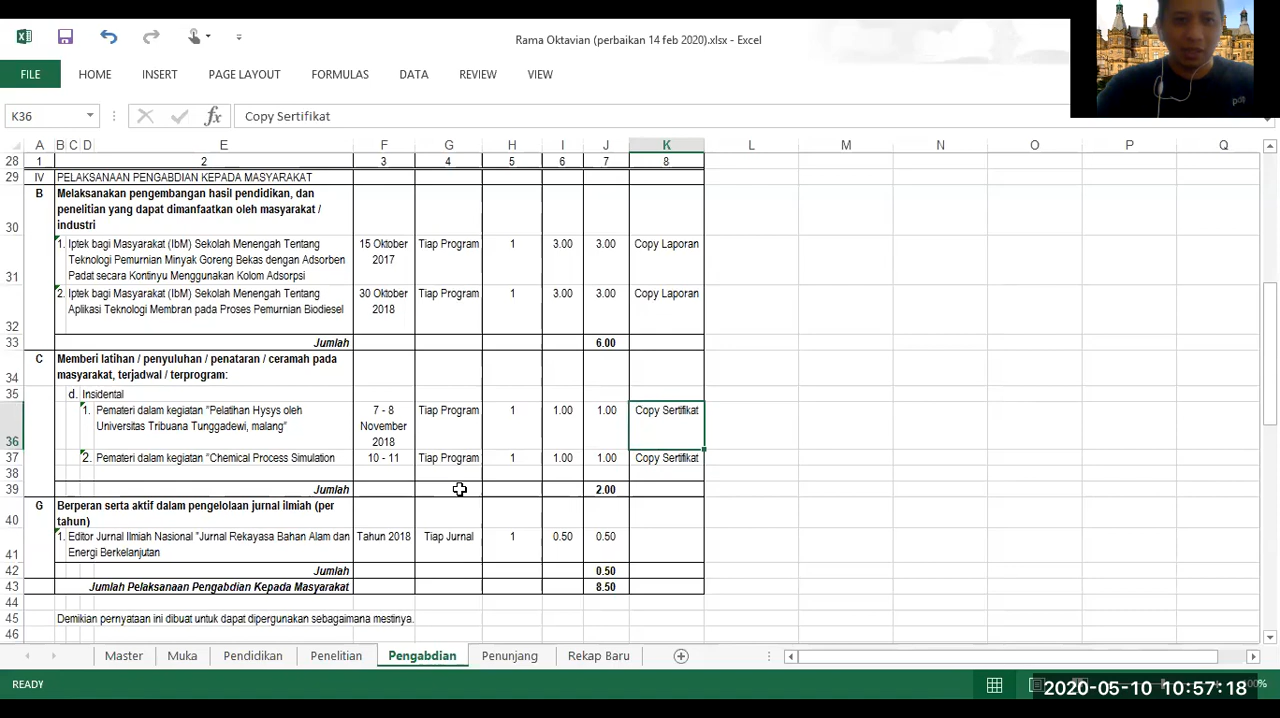 Rama Oktavian (perbaikan 14 feb 2020).xlsx - Excel
FILE HOME INSERT PAGE LAYOUT FORMULAS DATA REVIEW VIEW
K36 fx Copy Sertifikat
A B C D E F G H I J K L M N O P Q
28 1 2 3 4 5 6 7 8
29 IV PELAKSANAAN PENGABDIAN KEPADA MASYARAKAT
B Melaksanakan pengembangan hasil pendidikan, dan
penelitian yang dapat dimanfaatkan oleh masyarakat /
30 industri
1. Iptek bagi Masyarakat (IbM) Sekolah Menengah Tentang 15 Oktober Tiap Program 1 3.00 3.00 Copy Laporan
Teknologi Pemurnian Minyak Goreng Bekas dengan Adsorben 2017
31 Padat secara Kontinyu Menggunakan Kolom Adsorpsi
2. Iptek bagi Masyarakat (IbM) Sekolah Menengah Tentang 30 Oktober Tiap Program 1 3.00 3.00 Copy Laporan
Aplikasi Teknologi Membran pada Proses Pemurnian Biodiesel 2018
32
33 Jumlah 6.00
C Memberi latihan / penyuluhan / penataran / ceramah pada
34 masyarakat, terjadwal / terprogram:
35 d. Insidental
1. Pemateri dalam kegiatan "Pelatihan Hysys oleh 7 - 8 Tiap Program 1 1.00 1.00 Copy Sertifikat
Universitas Tribuana Tunggadewi, malang" November
36 2018
37 2. Pemateri dalam kegiatan "Chemical Process Simulation 10 - 11 Tiap Program 1 1.00 1.00 Copy Sertifikat
38
39 Jumlah 2.00
G Berperan serta aktif dalam pengelolaan jurnal ilmiah (per
40 tahun)
1. Editor Jurnal Ilmiah Nasional "Jurnal Rekayasa Bahan Alam dan Tahun 2018 Tiap Jurnal 1 0.50 0.50
41 Energi Berkelanjutan
42 Jumlah 0.50
43 Jumlah Pelaksanaan Pengabdian Kepada Masyarakat 8.50
44
45 Demikian pernyataan ini dibuat untuk dapat dipergunakan sebagaimana mestinya.
46
Master Muka Pendidikan Penelitian Pengabdian Penunjang Rekap Baru
READY
2020-05-10 10:57:18